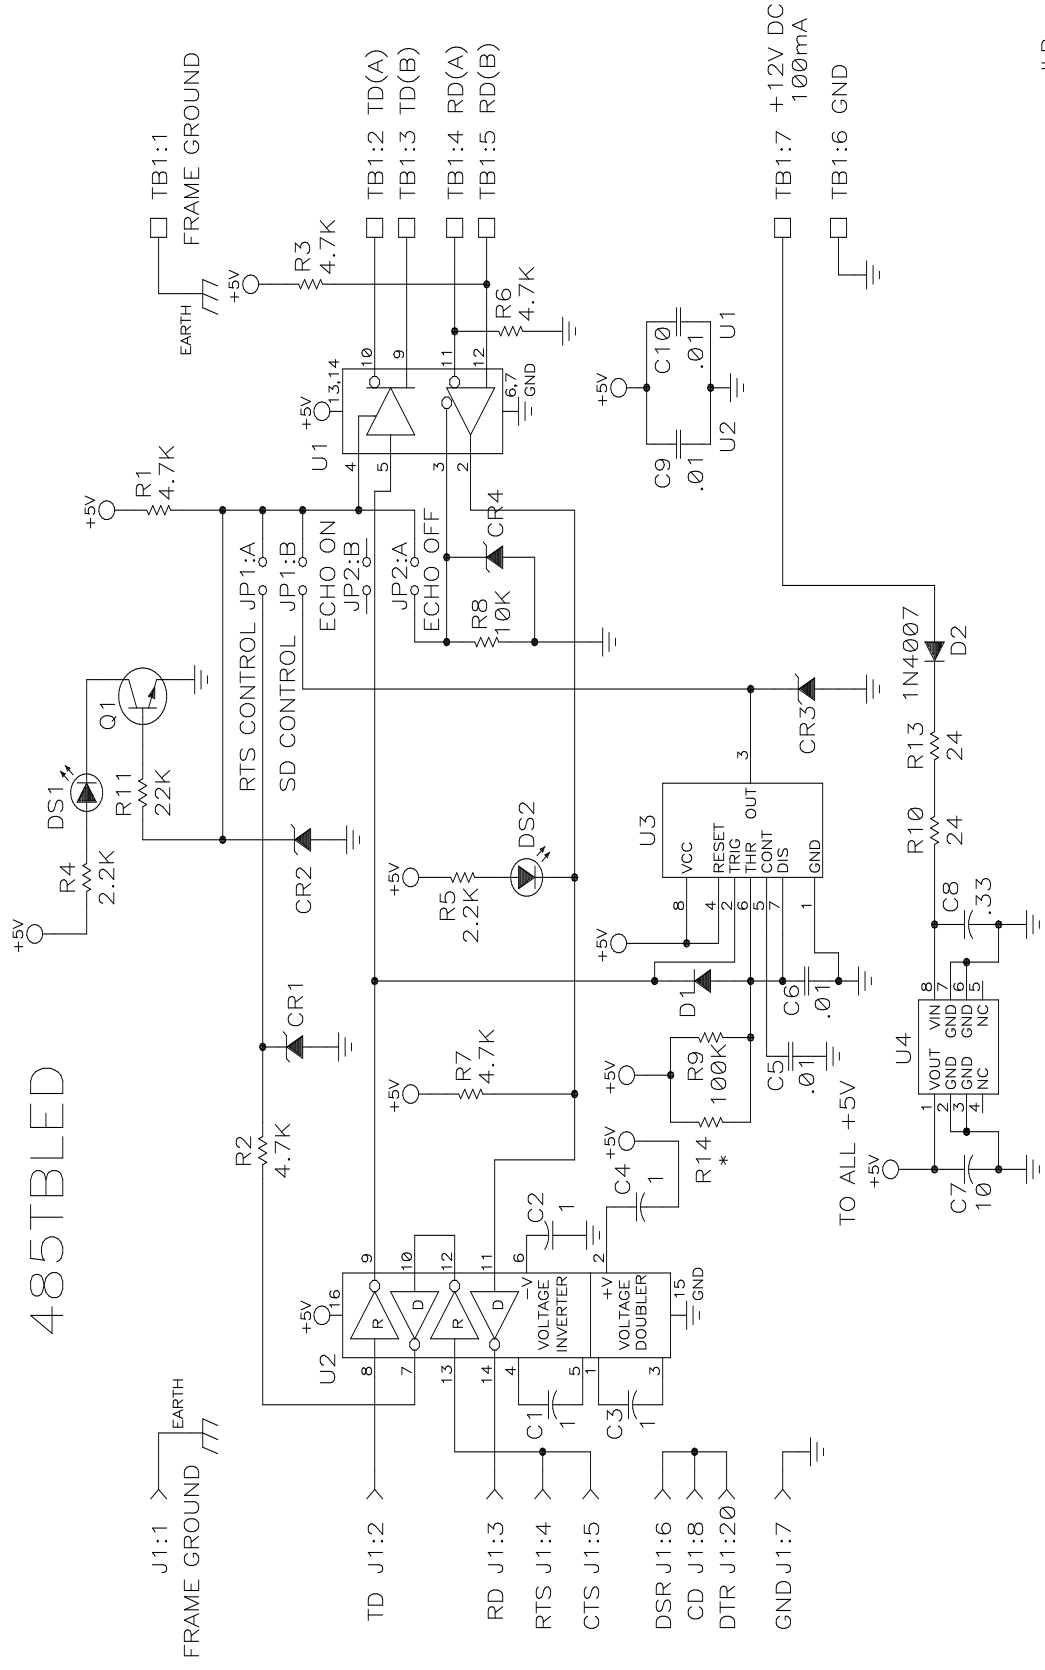 485TBLED
J1:1
FRAME GROUND
EARTH
TD J1:2
RD J1:3
RTS J1:4
CTS J1:5
DSR J1:6
CD J1:8
DTR J1:20
GND J1:7
+5V
16
U2
8
R
9
7
D
10
13
R
12
14
D
11
4
VOLTAGE
INVERTER
-V
6
5
1
VOLTAGE
DOUBLER
+V
2
3
15
GND
C1
1
C3
1
C2
1
C4
1
+5V
R2
4.7K
CR1
+5V
R7
4.7K
+5V
R4
2.2K
DS1
R11
22K
Q1
CR2
+5V
R5
2.2K
DS2
RTS CONTROL JP1:A
SD CONTROL JP1:B
ECHO ON
JP2:B
JP2:A
ECHO OFF
R8
10K
CR4
+5V
R1
4.7K
U1
+5V
13,14
4
5
3
2
10
9
11
12
6,7
GND
EARTH
+5V
R3
4.7K
R6
4.7K
TB1:1
FRAME GROUND
TB1:2 TD(A)
TB1:3 TD(B)
TB1:4 RD(A)
TB1:5 RD(B)
TB1:7 +12V DC
100mA
TB1:6 GND
+5V
C9
.01
U2
C10
.01
U1
+5V
R14
*
R9
100K
D1
C5
.01
C6
.01
+5V
U3
8
VCC
4
RESET
2
TRIG
6
THR
5
CONT
7
DIS
1
GND
OUT
3
CR3
TO ALL +5V
+5V
C7
10
U4
1
VOUT
VIN
8
2
GND
GND
7
3
GND
GND
6
4
NC
NC
5
C8
.33
R10
24
R13
24
1N4007
D2